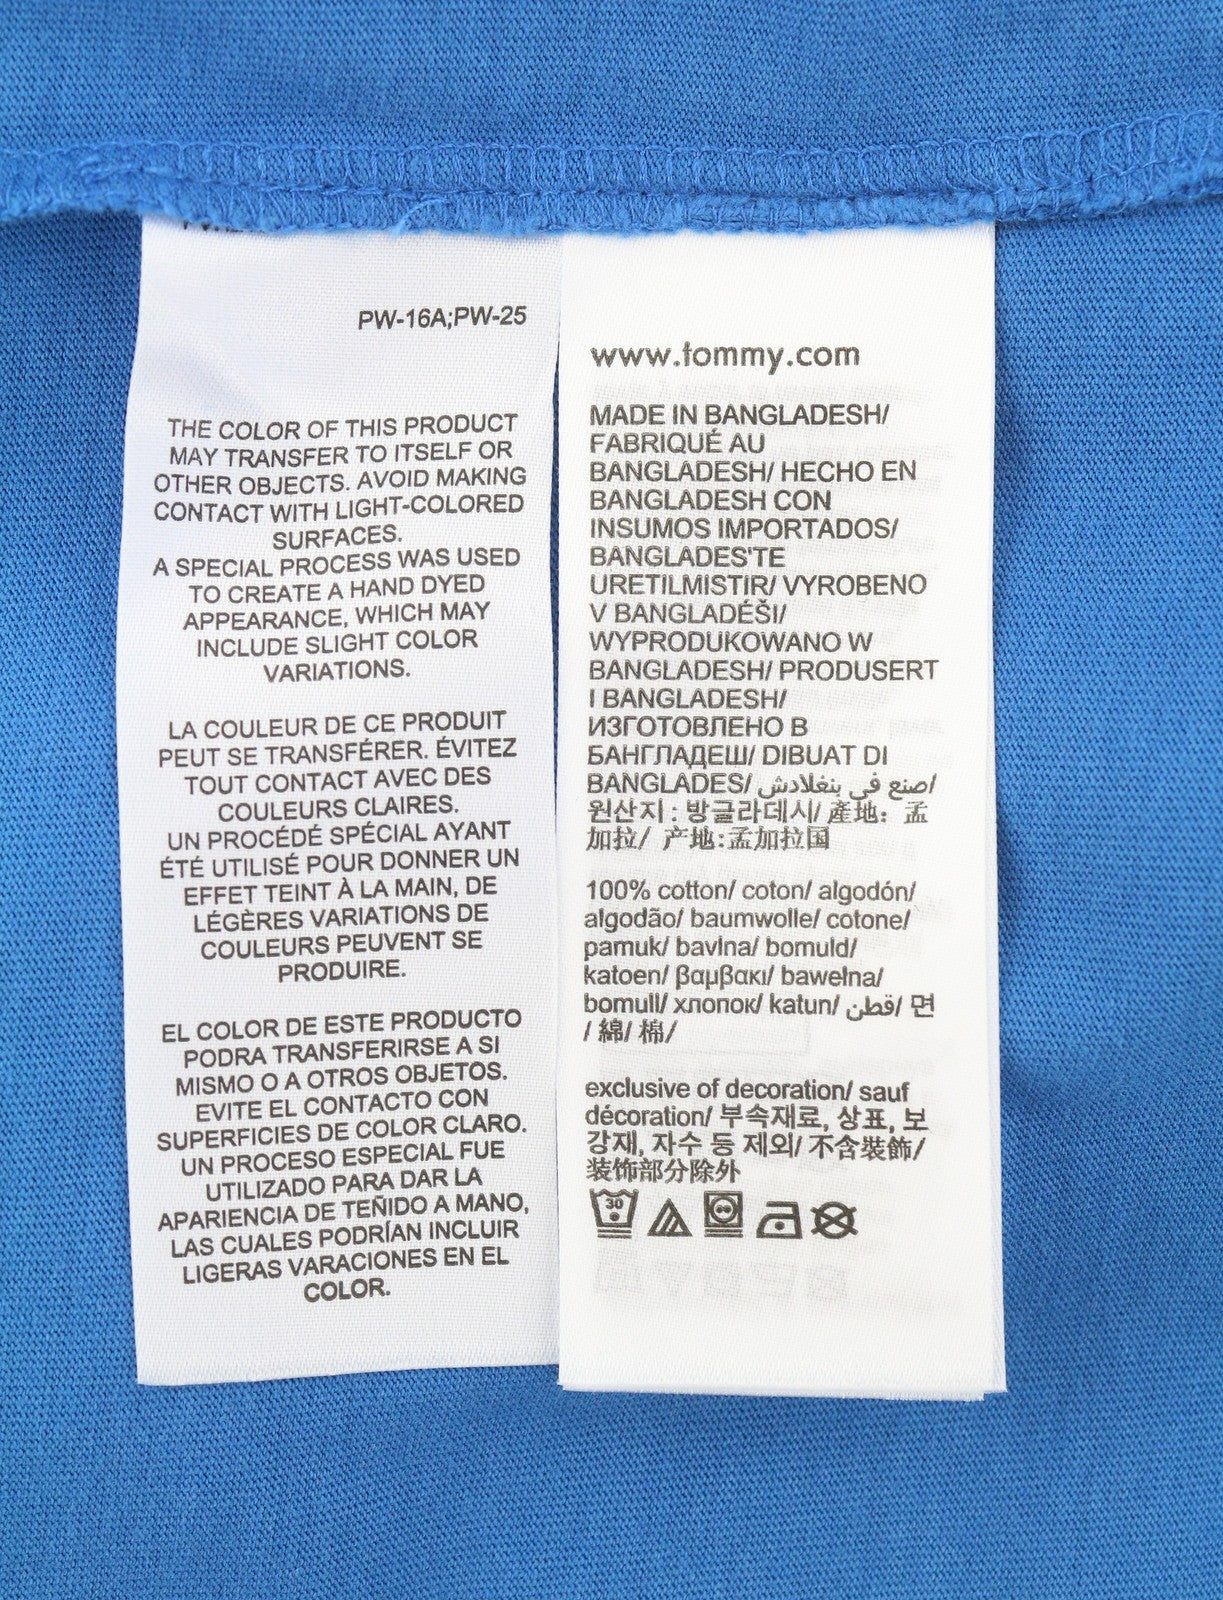 PW-16A;PW-25
THE COLOR OF THIS PRODUCT
MAY TRANSFER TO ITSELF OR
OTHER OBJECTS. AVOID MAKING
CONTACT WITH LIGHT-COLORED
SURFACES.
A SPECIAL PROCESS WAS USED
TO CREATE A HAND DYED
APPEARANCE, WHICH MAY
INCLUDE SLIGHT COLOR
VARIATIONS.
LA COULEUR DE CE PRODUIT
PEUT SE TRANSFÉRER. ÉVITEZ
TOUT CONTACT AVEC DES
COULEURS CLAIRES.
UN PROCÉDÉ SPÉCIAL AYANT
ÉTÉ UTILISÉ POUR DONNER UN
EFFET TEINT À LA MAIN, DE
LÉGÈRES VARIATIONS DE
COULEURS PEUVENT SE
PRODUIRE.
EL COLOR DE ESTE PRODUCTO
PODRA TRANSFERIRSE A SI
MISMO O A OTROS OBJETOS.
EVITE EL CONTACTO CON
SUPERFICIES DE COLOR CLARO.
UN PROCESO ESPECIAL FUE
UTILIZADO PARA DAR LA
APARIENCIA DE TEÑIDO A MANO,
LAS CUALES PODRÍAN INCLUIR
LIGERAS VARACIONES EN EL
COLOR.
www.tommy.com
MADE IN BANGLADESH/
FABRIQUÉ AU
BANGLADESH/ HECHO EN
BANGLADESH CON
INSUMOS IMPORTADOS/
BANGLADES'TE
URETILMISTIR/ VYROBENO
V BANGLADÉŠI/
WYPRODUKOWANO W
BANGLADESH/ PRODUSERT
I BANGLADESH/
ИЗГОТОВЛЕНО В
БАНГЛАДЕШ/ DIBUAT DI
BANGLADES/ صنع في بنغلادش/
원산지 : 방글라데시/ 產地：孟
加拉/ 产地:孟加拉国
100% cotton/ coton/ algodón/
algodão/ baumwolle/ cotone/
pamuk/ bavlna/ bomuld/
katoen/ βαμβακι/ bawełna/
bomull/ хлопок/ katun/ قطن/ 면
/ 綿/ 棉/
exclusive of decoration/ sauf
décoration/ 부속재료, 상표, 보
강재, 자수 등 제외/ 不含裝飾/
装饰部分除外
30